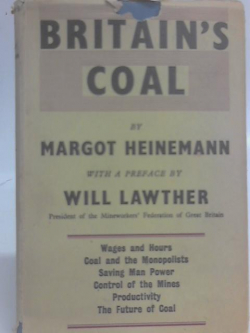 BRITAIN'S
COAL
BY
MARGOT HEINEMANN
WITH A PREFACE BY
WILL LAWTHER
President of the Mineworkers' Federation of Great Britain
Wages and Hours
Coal and the Monopolists
Saving Man Power
Control of the Mines
Productivity
The Future of Coal